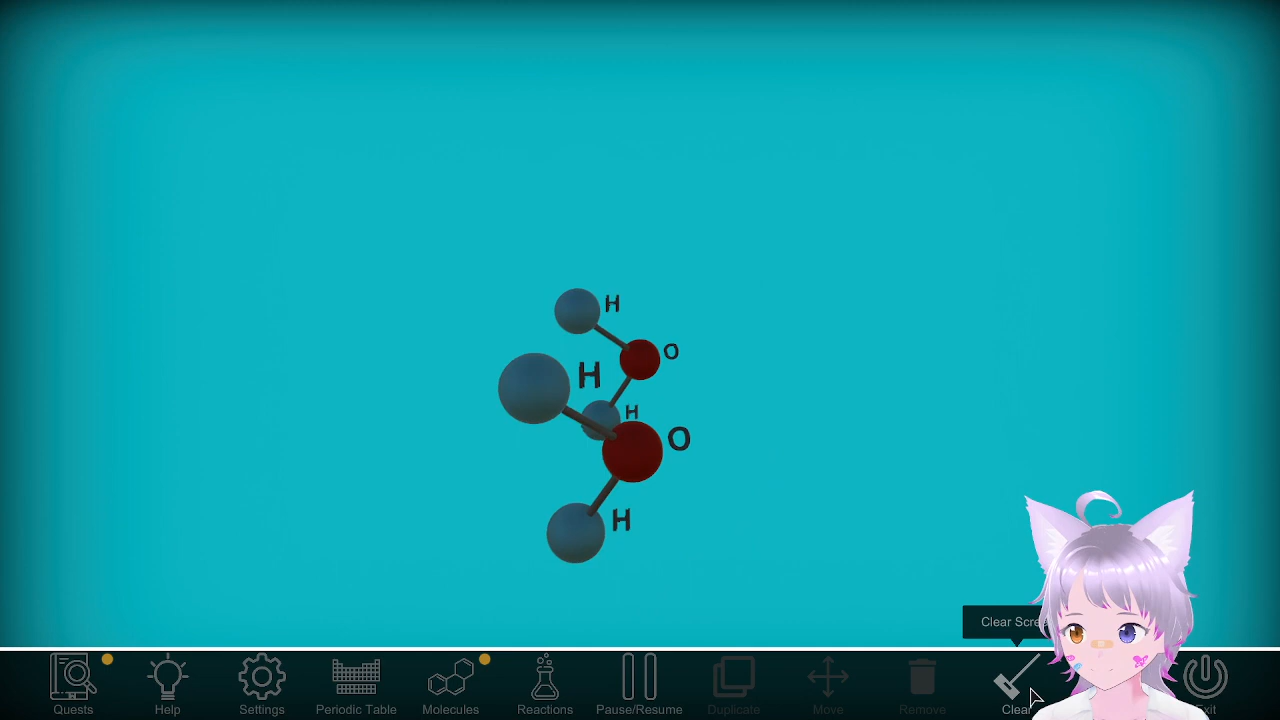 H
O
H
H
O
H
Clear Scre
Quests
Help
Settings
Periodic Table
Molecules
Reactions
Pause/Resume
Duplicate
Move
Remove
Clear
Exit